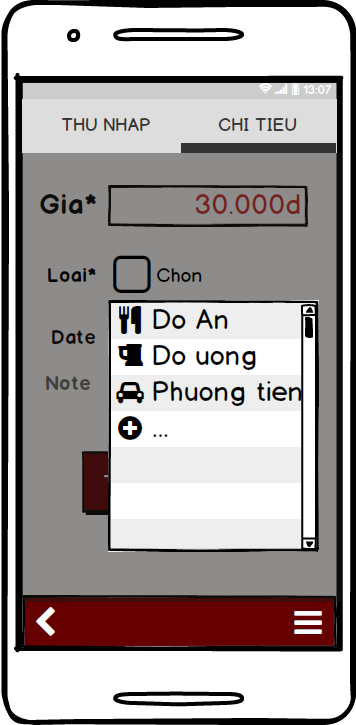 13:07
THU NHAP CHI TIEU
Gia* 30.000d
Loai* Chon
Do An
Date
Do uong
Note
Phuong tien
...